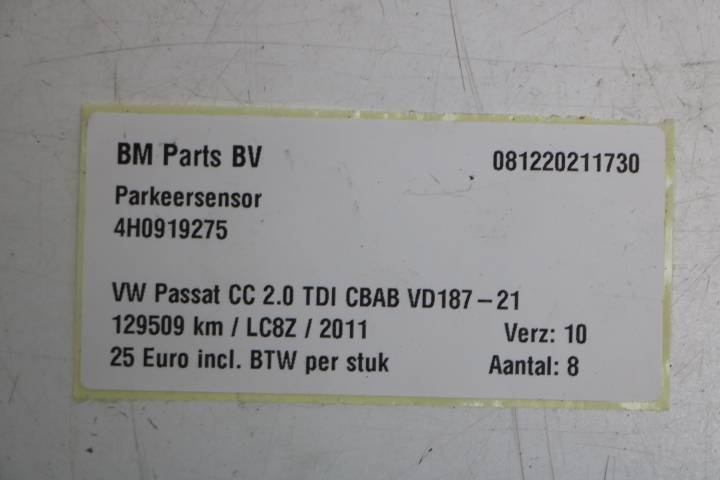 BM Parts BV 081220211730
Parkeersensor
4H0919275
VW Passat CC 2.0 TDI CBAB VD187-21
129509 km / LC8Z / 2011 Verz: 10
25 Euro incl. BTW per stuk Aantal: 8